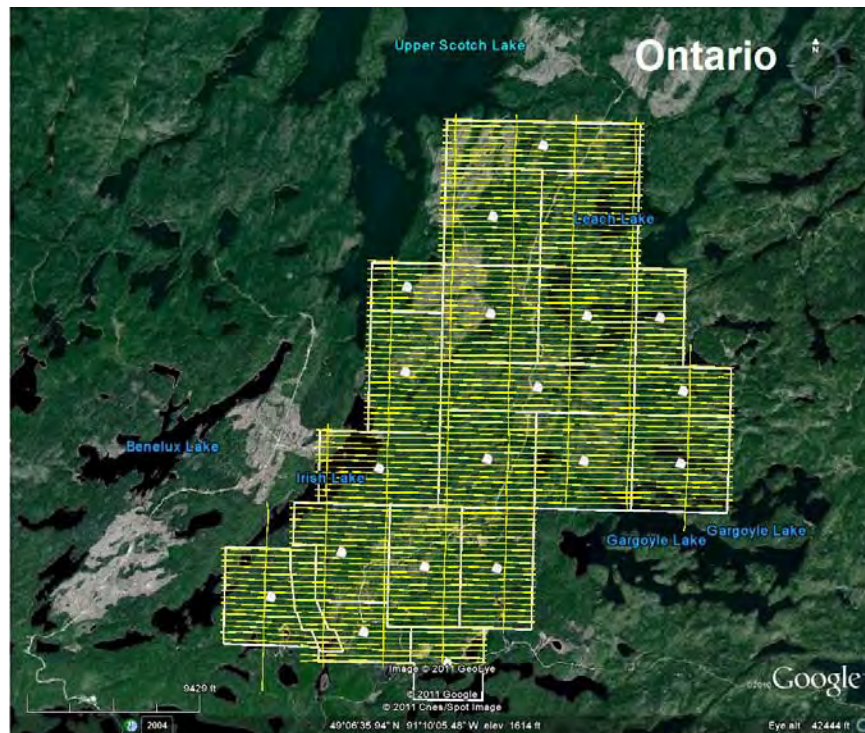 Upper Scotch Lake
Ontario
N
Leach Lake
Benelux Lake
Irish Lake
Gargoyle Lake
Gargoyle Lake
Image © 2011 GeoEye
9429 ft
© 2011 Google
©2010 Google
© 2011 Cnes/Spot Image
2004
49°06'35.94" N 91°10'05.48" W elev 1614 ft
Eye alt 42444 ft